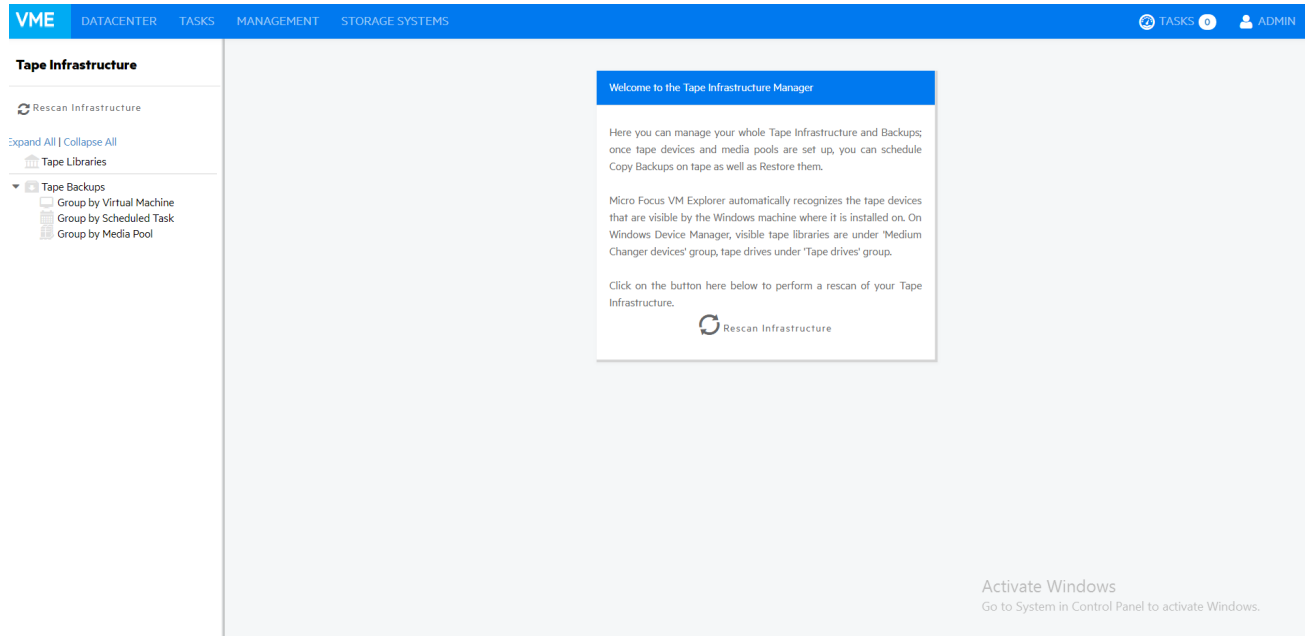 VME DATACENTER TASKS MANAGEMENT STORAGE SYSTEMS TASKS 0 ADMIN
Tape Infrastructure
Rescan Infrastructure
Expand All | Collapse All
Tape Libraries
Tape Backups
Group by Virtual Machine
Group by Scheduled Task
Group by Media Pool
Welcome to the Tape Infrastructure Manager
Here you can manage your whole Tape Infrastructure and Backups;
once tape devices and media pools are set up, you can schedule
Copy Backups on tape as well as Restore them.
Micro Focus VM Explorer automatically recognizes the tape devices
that are visible by the Windows machine where it is installed on. On
Windows Device Manager, visible tape libraries are under 'Medium
Changer devices' group, tape drives under 'Tape drives' group.
Click on the button here below to perform a rescan of your Tape
Infrastructure.
Rescan Infrastructure
Activate Windows
Go to System in Control Panel to activate Windows.